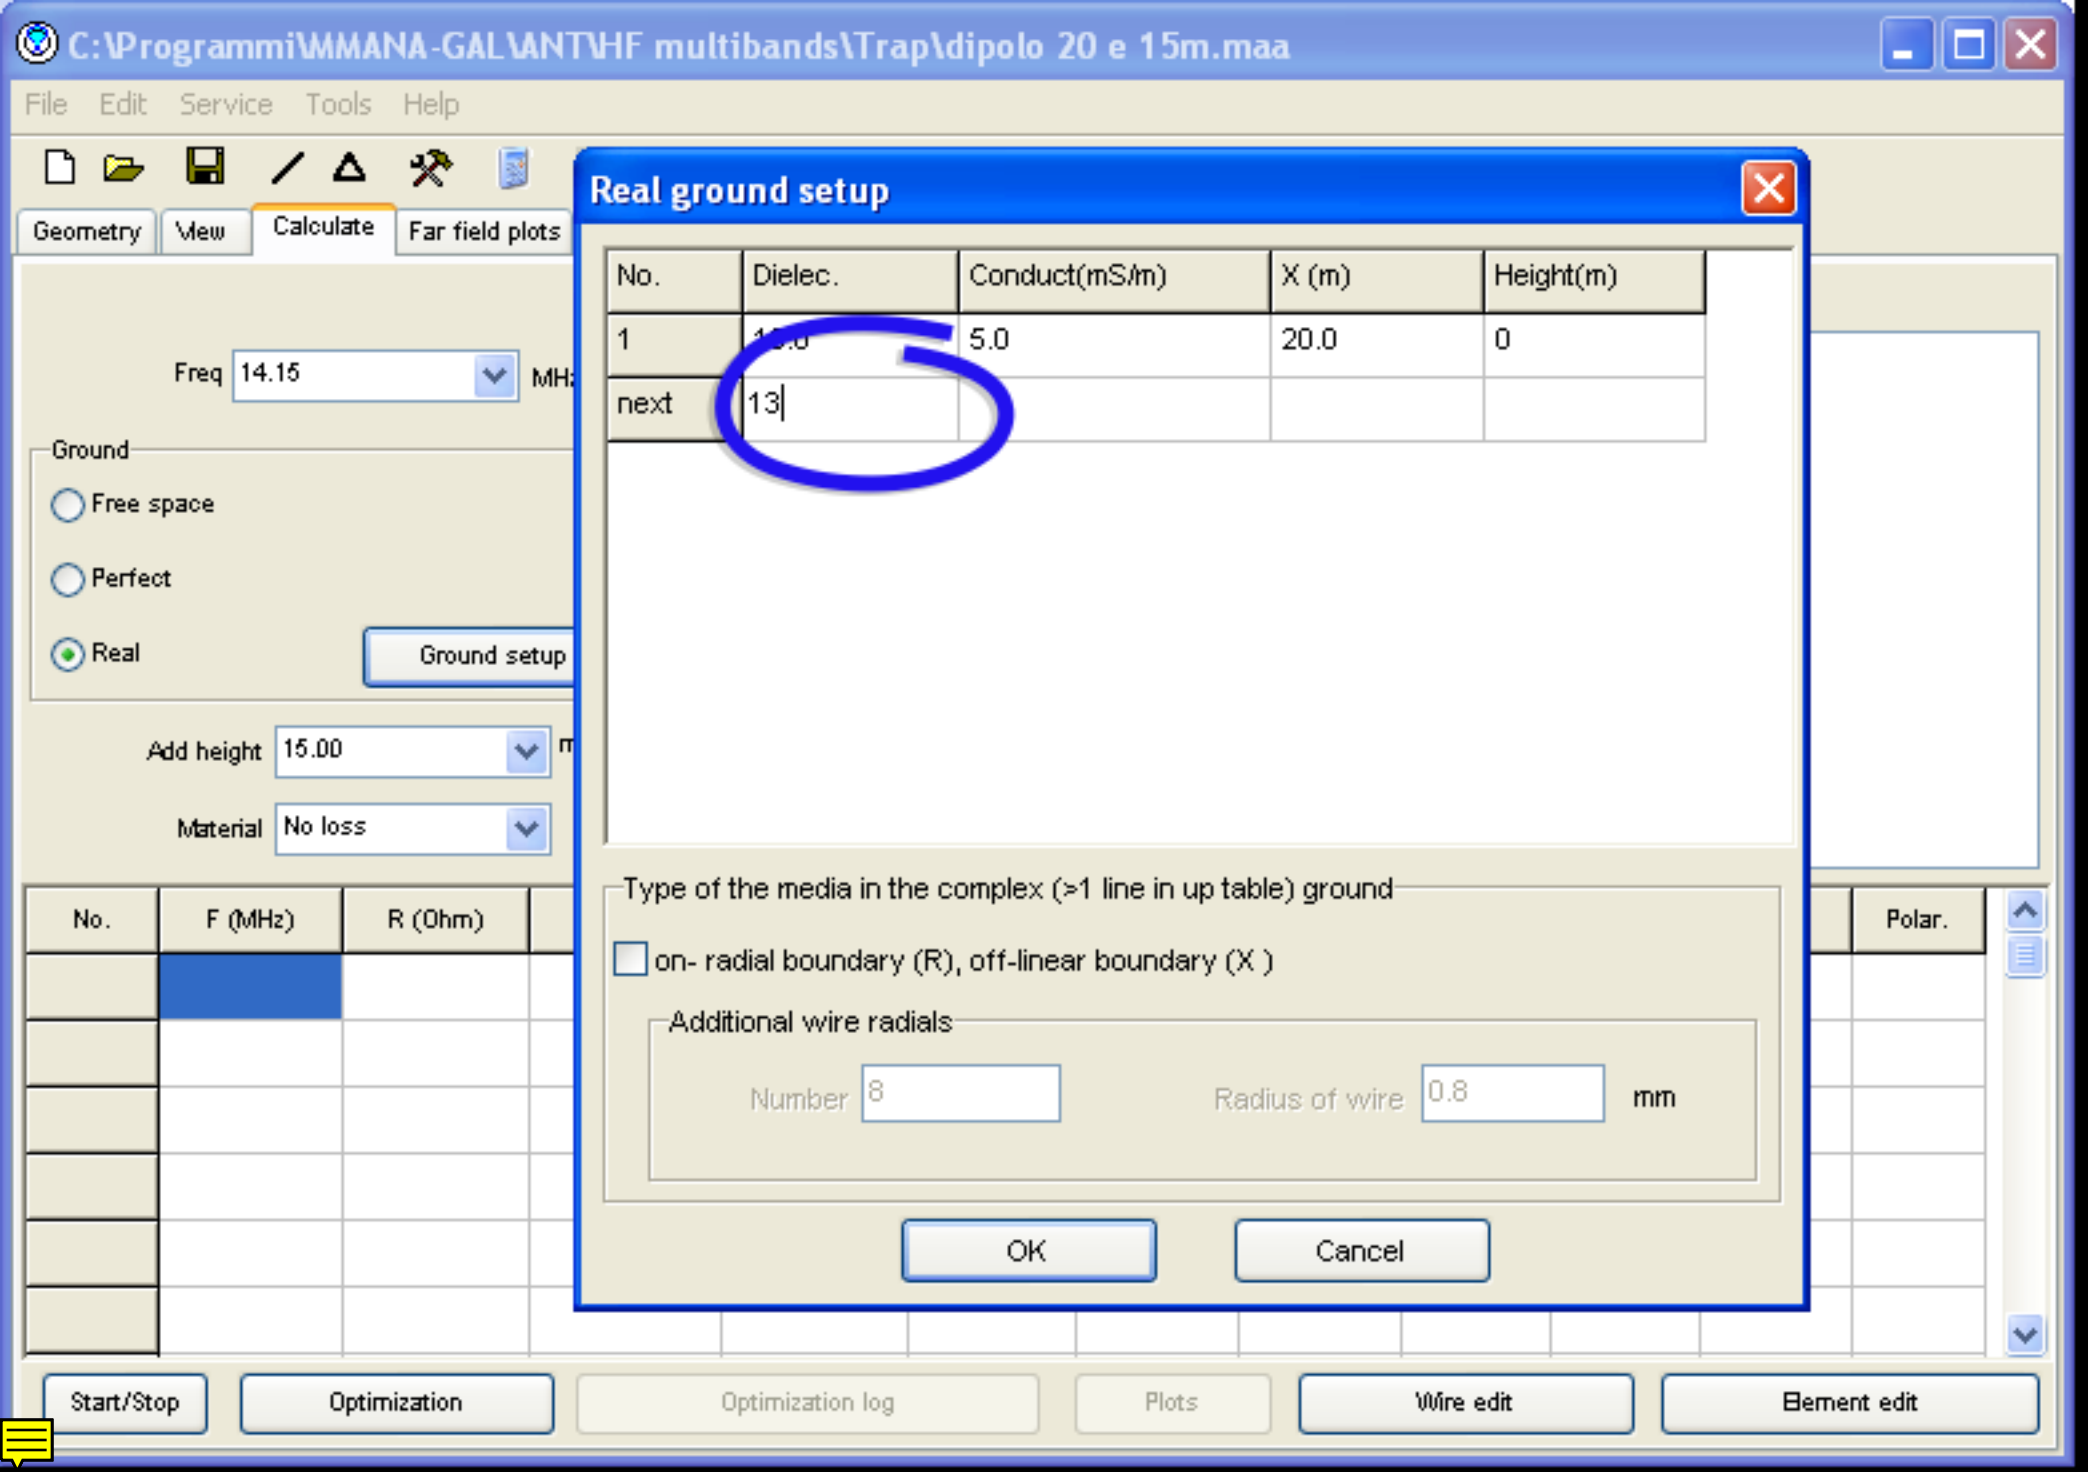 C:\Programmi\MMANA-GAL\ANT\HF multibands\Trap\dipolo 20 e 15m.maa
File Edit Service Tools Help
Real ground setup
Geometry View Calculate Far field plots
No. Dielec. Conduct(mS/m) X (m) Height(m)
1 5.0 20.0 0
next 13
Freq 14.15
Ground
Free space
Perfect
Real Ground setup
Add height 15.00
Material No loss
Type of the media in the complex (>1 line in up table) ground
on- radial boundary (R), off-linear boundary (X )
Additional wire radials
Number 8 Radius of wire 0.8 mm
OK Cancel
No. F (MHz) R (Ohm) Polar.
Start/Stop Optimization Optimization log Plots Wire edit Element edit